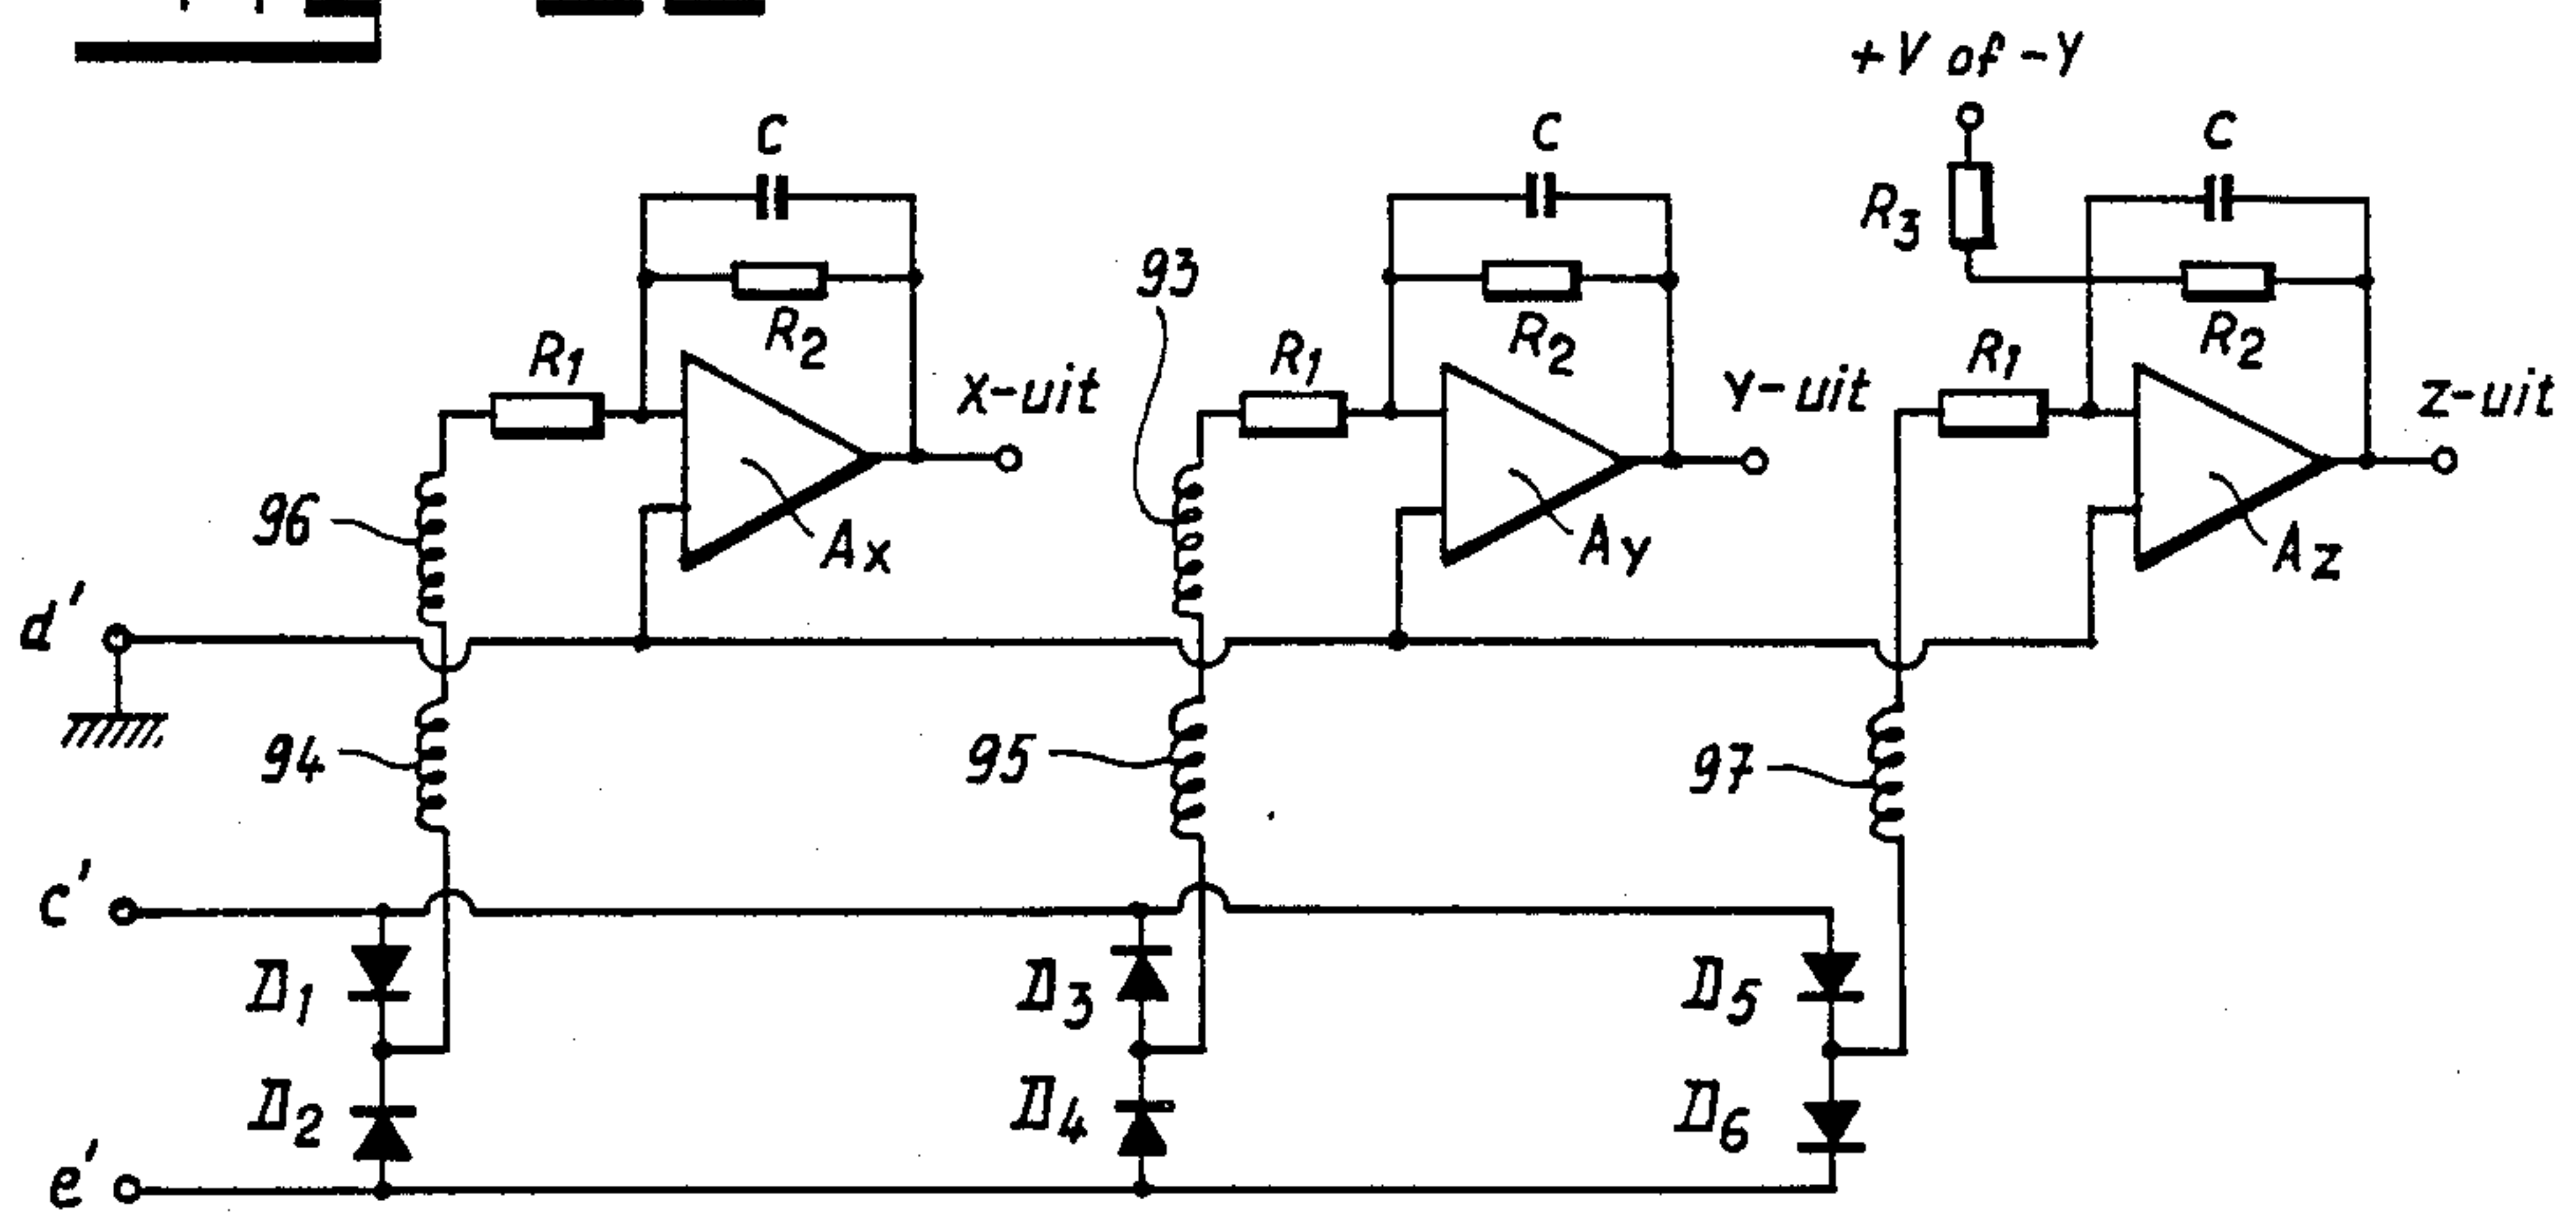 +V of -Y
C
C
C
R3
93
R2
R2
R2
R1
R1
R1
X-uit
Y-uit
Z-uit
96
AX
AY
AZ
d'
94
95
97
c'
D1
D3
D5
D2
D4
D6
e'